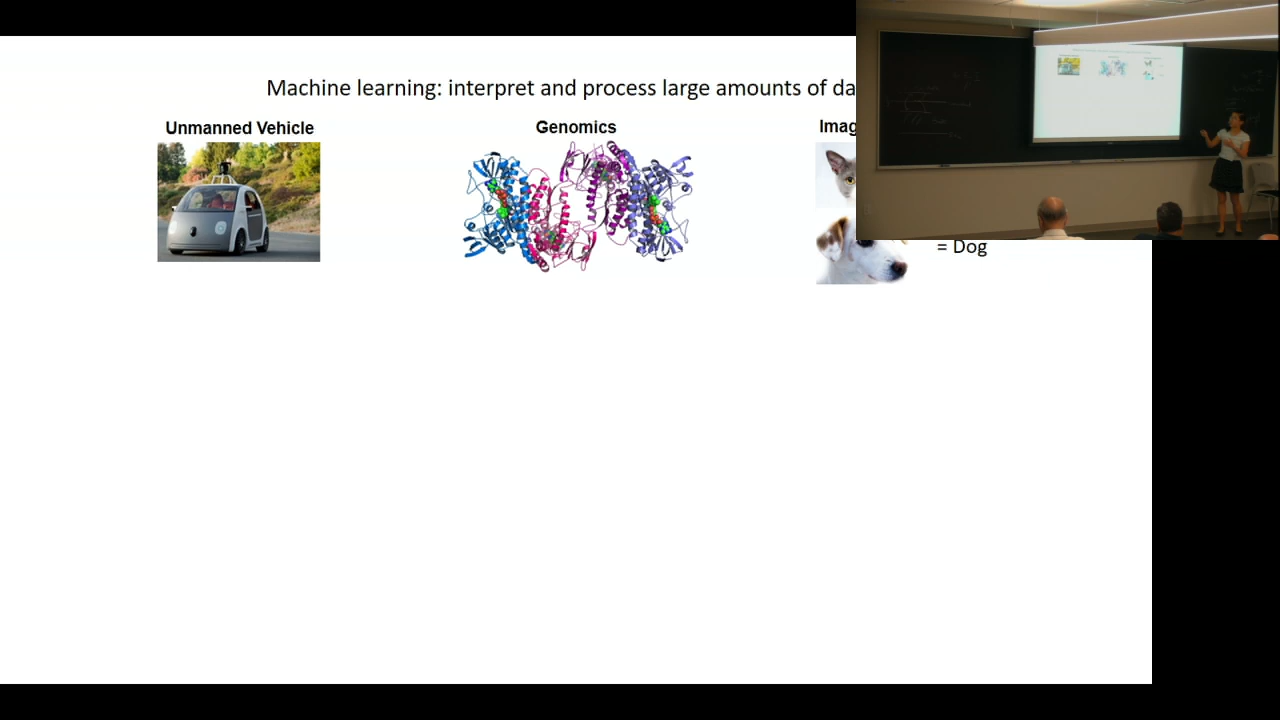 Machine learning: interpret and process large amounts of da
Unmanned Vehicle
Genomics
Imag
= Dog